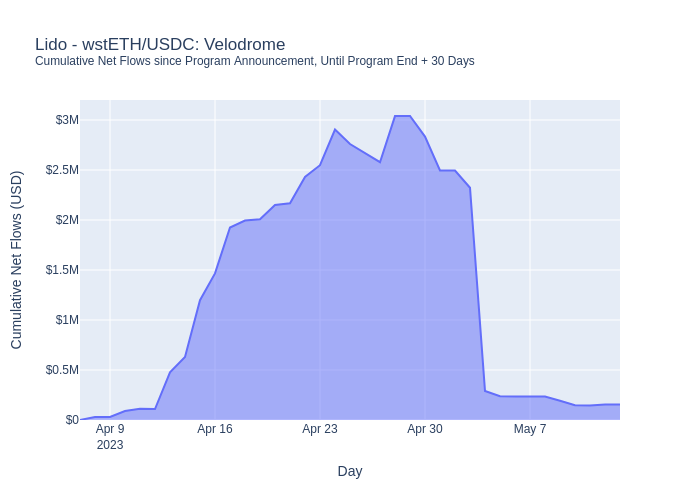 Lido - wstETH/USDC: Velodrome
Cumulative Net Flows since Program Announcement, Until Program End + 30 Days
Cumulative Net Flows (USD)
$3M
$2.5M
$2M
$1.5M
$1M
$0.5M
$0
Apr 9
2023
Apr 16
Apr 23
Apr 30
May 7
Day